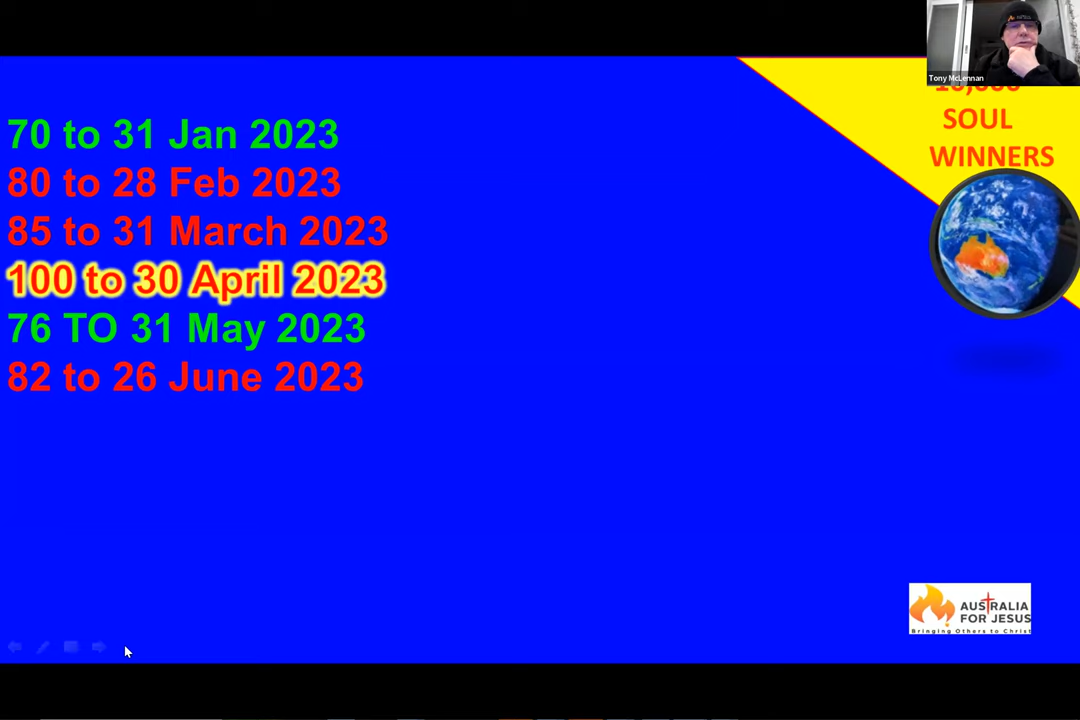 70 to 31 Jan 2023
80 to 28 Feb 2023
85 to 31 March 2023
100 to 30 April 2023
76 TO 31 May 2023
82 to 26 June 2023
Tony McLennan
SOUL
WINNERS
AUSTRALIA
FOR JESUS
Bringing Others to Christ